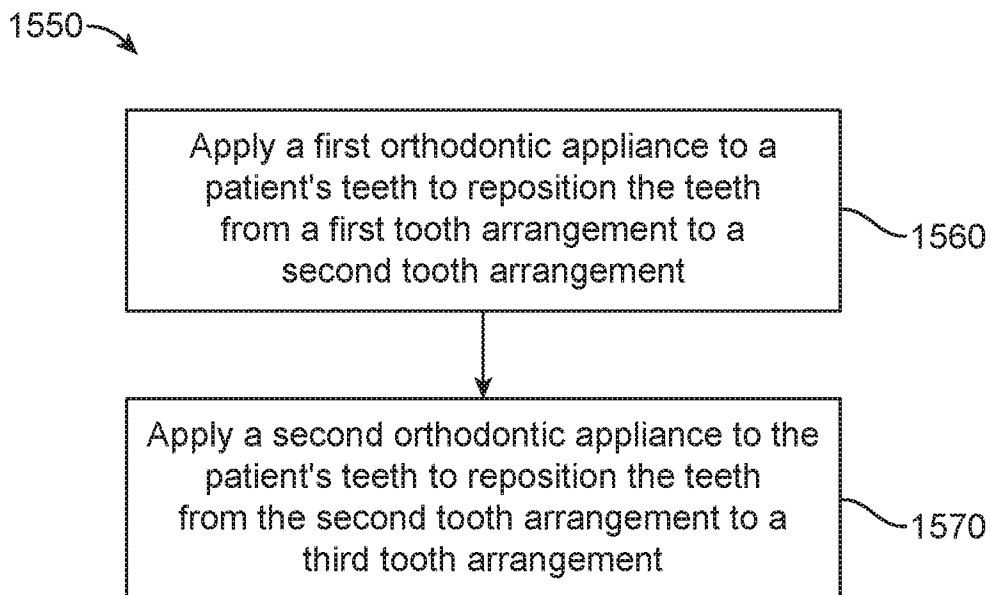 1550
Apply a first orthodontic appliance to a
patient's teeth to reposition the teeth
from a first tooth arrangement to a
second tooth arrangement
1560
Apply a second orthodontic appliance to the
patient's teeth to reposition the teeth
from the second tooth arrangement to a
third tooth arrangement
1570